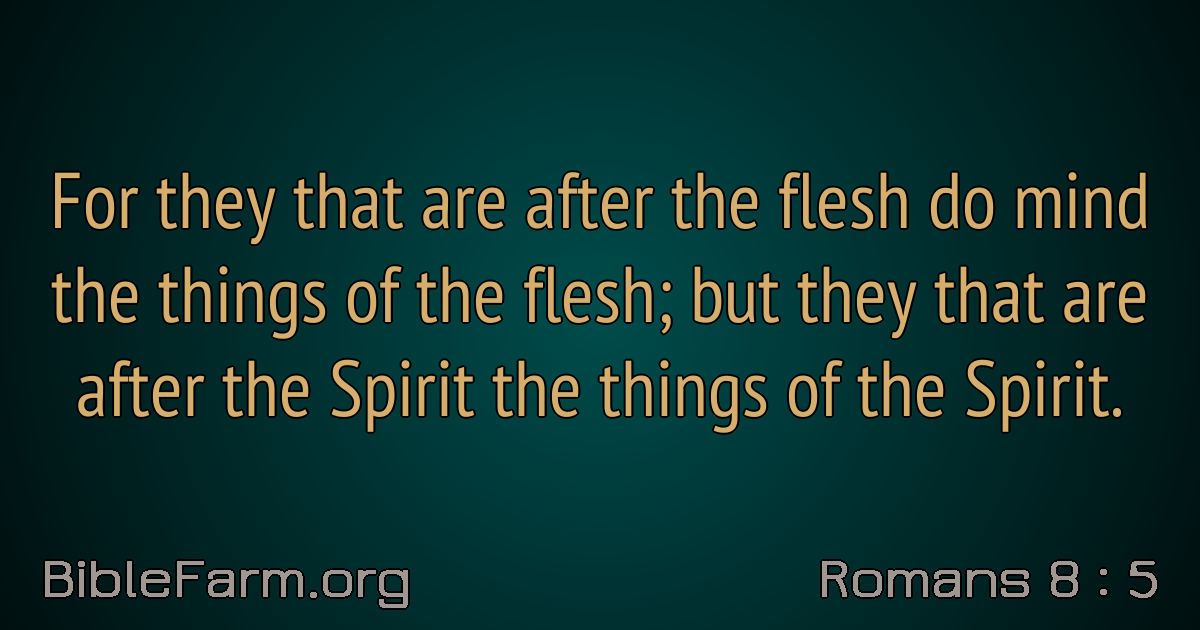 For they that are after the flesh do mind
the things of the flesh; but they that are
after the Spirit the things of the Spirit.
BibleFarm.org
Romans 8 : 5